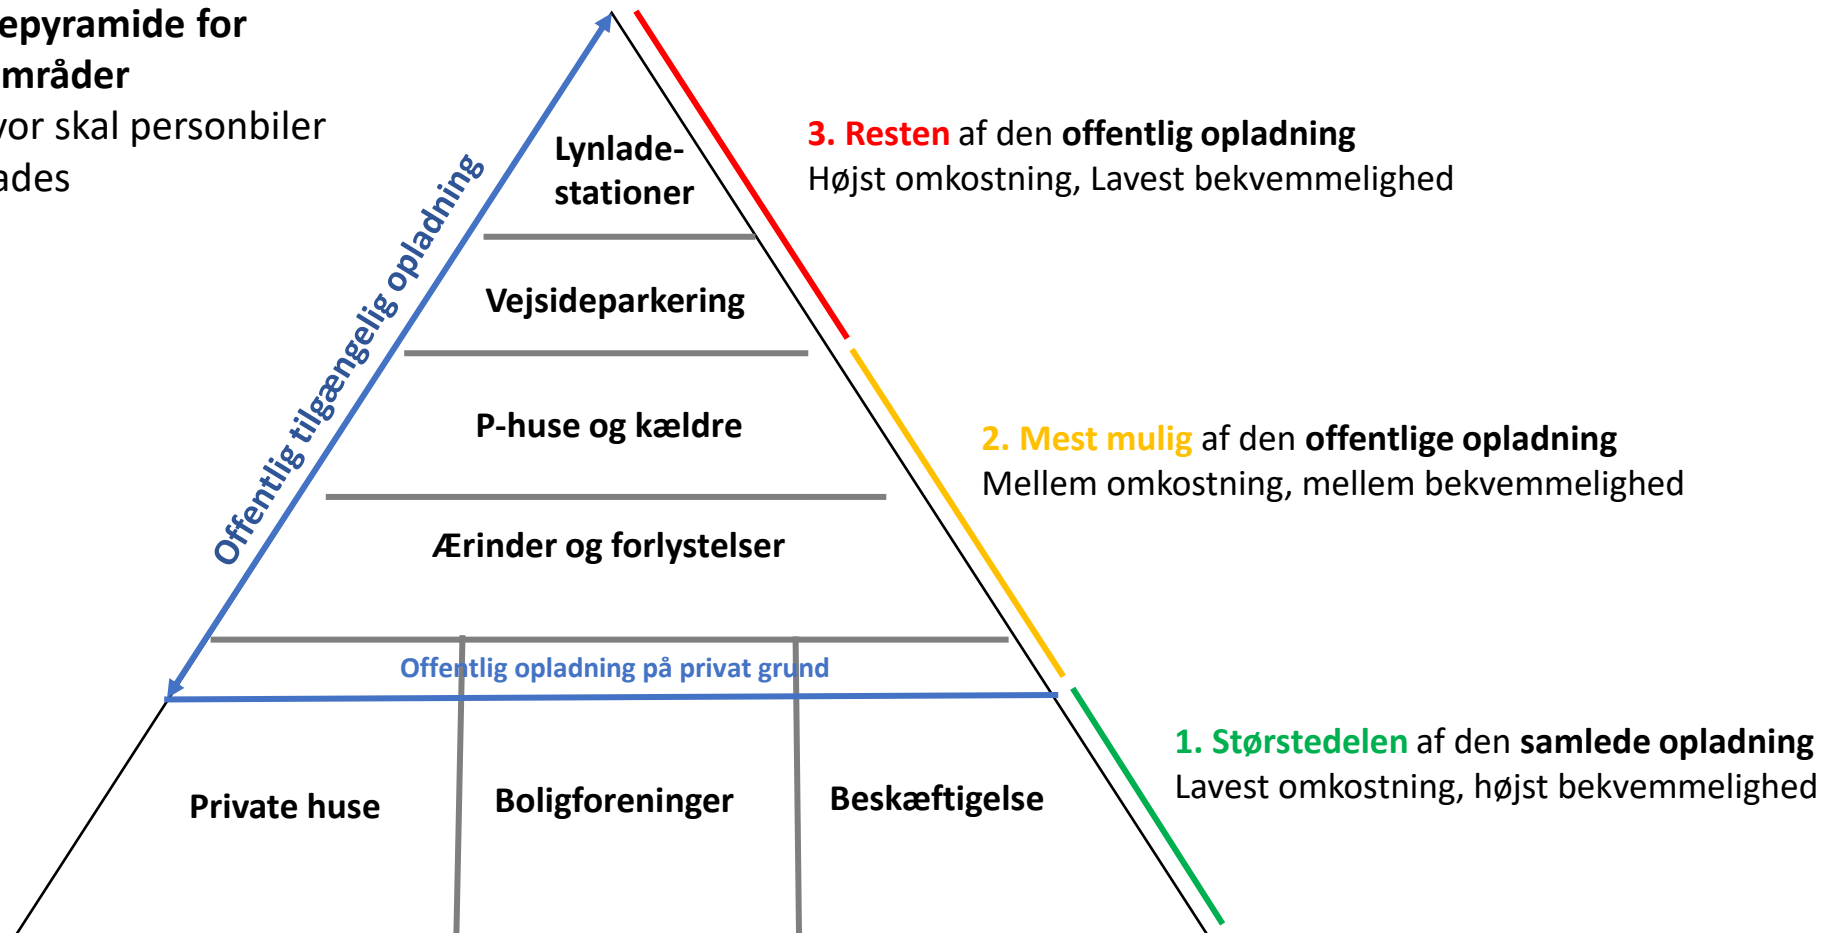 epyramide for
mråder
vor skal personbiler
ades
Offentlig tilgængelig opladning
Lynlade-
stationer
Vejsideparkering
P-huse og kældre
Ærinder og forlystelser
Offentlig opladning på privat grund
Private huse
Boligforeninger
Beskæftigelse
3. Resten af den offentlig opladning
Højst omkostning, Lavest bekvemmelighed
2. Mest mulig af den offentlige opladning
Mellem omkostning, mellem bekvemmelighed
1. Størstedelen af den samlede opladning
Lavest omkostning, højst bekvemmelighed